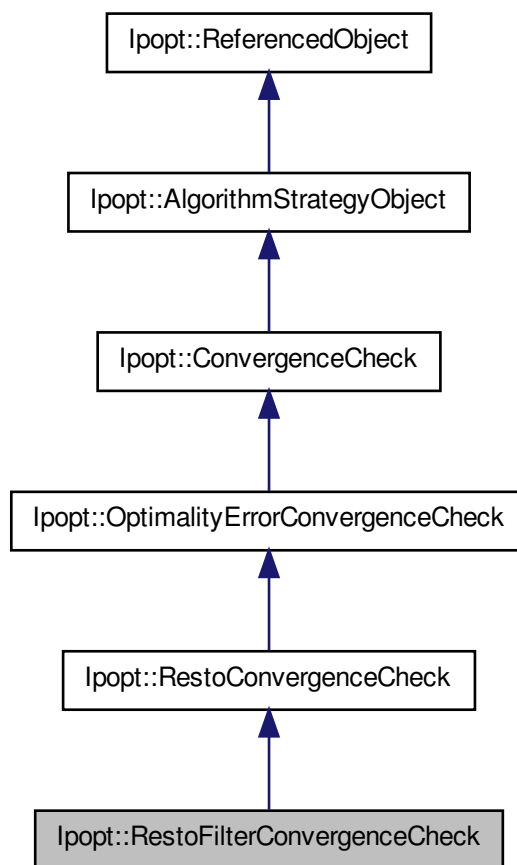 Ipopt::ReferencedObject
Ipopt::AlgorithmStrategyObject
Ipopt::ConvergenceCheck
Ipopt::OptimalityErrorConvergenceCheck
Ipopt::RestoConvergenceCheck
Ipopt::RestoFilterConvergenceCheck